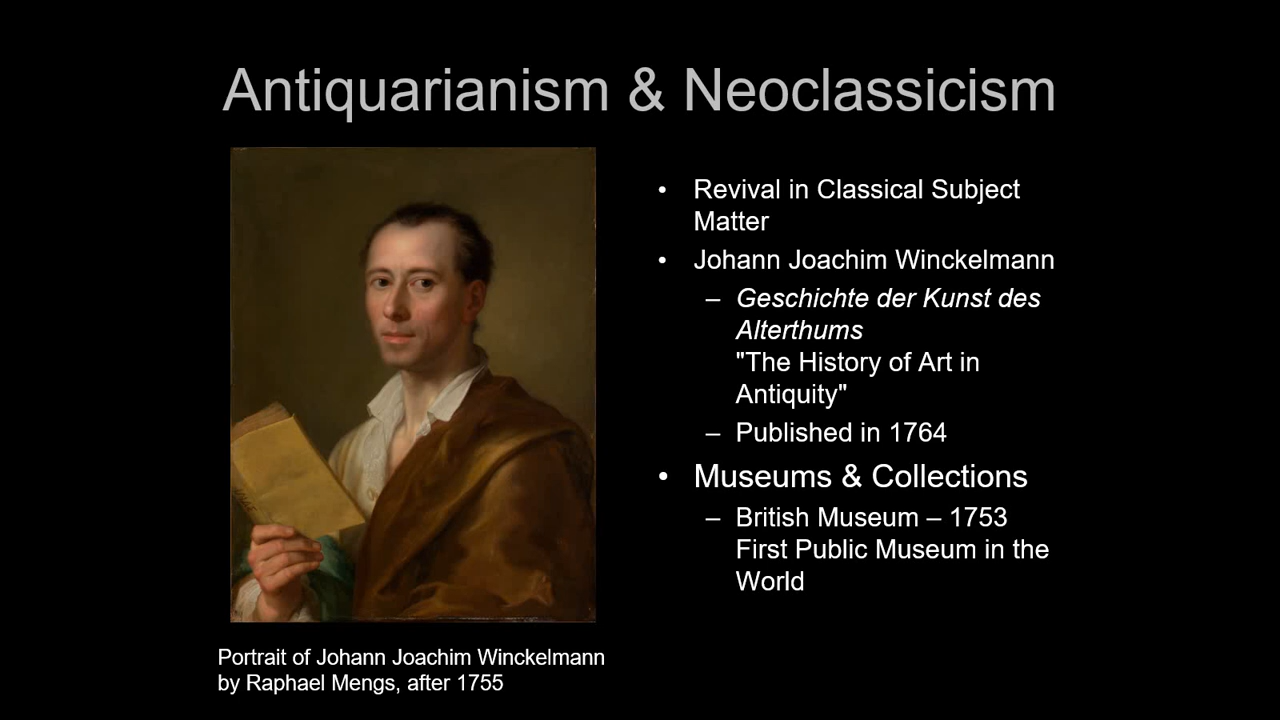 Antiquarianism & Neoclassicism
• Revival in Classical Subject
Matter
• Johann Joachim Winckelmann
– Geschichte der Kunst des
Alterthums
"The History of Art in
Antiquity"
– Published in 1764
• Museums & Collections
– British Museum – 1753
First Public Museum in the
World
Portrait of Johann Joachim Winckelmann
by Raphael Mengs, after 1755